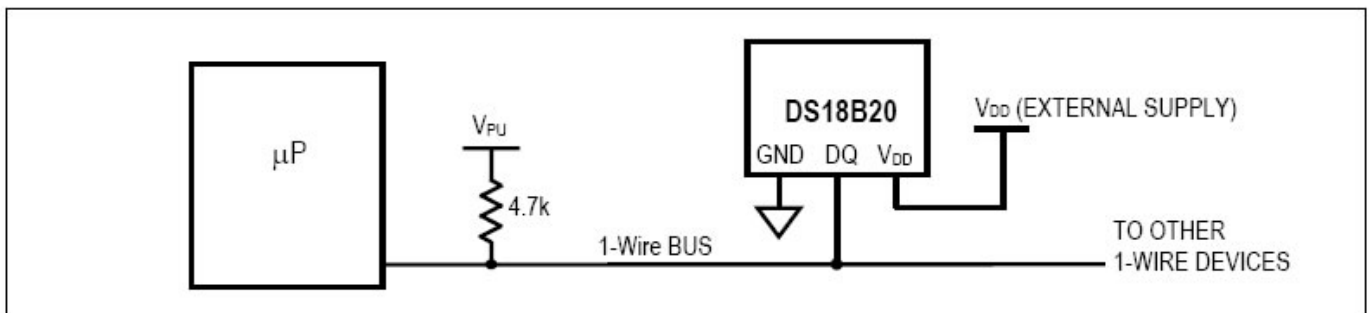 μP
VPU
4.7k
1-Wire BUS
DS18B20
GND DQ VDD
VDD (EXTERNAL SUPPLY)
TO OTHER
1-WIRE DEVICES